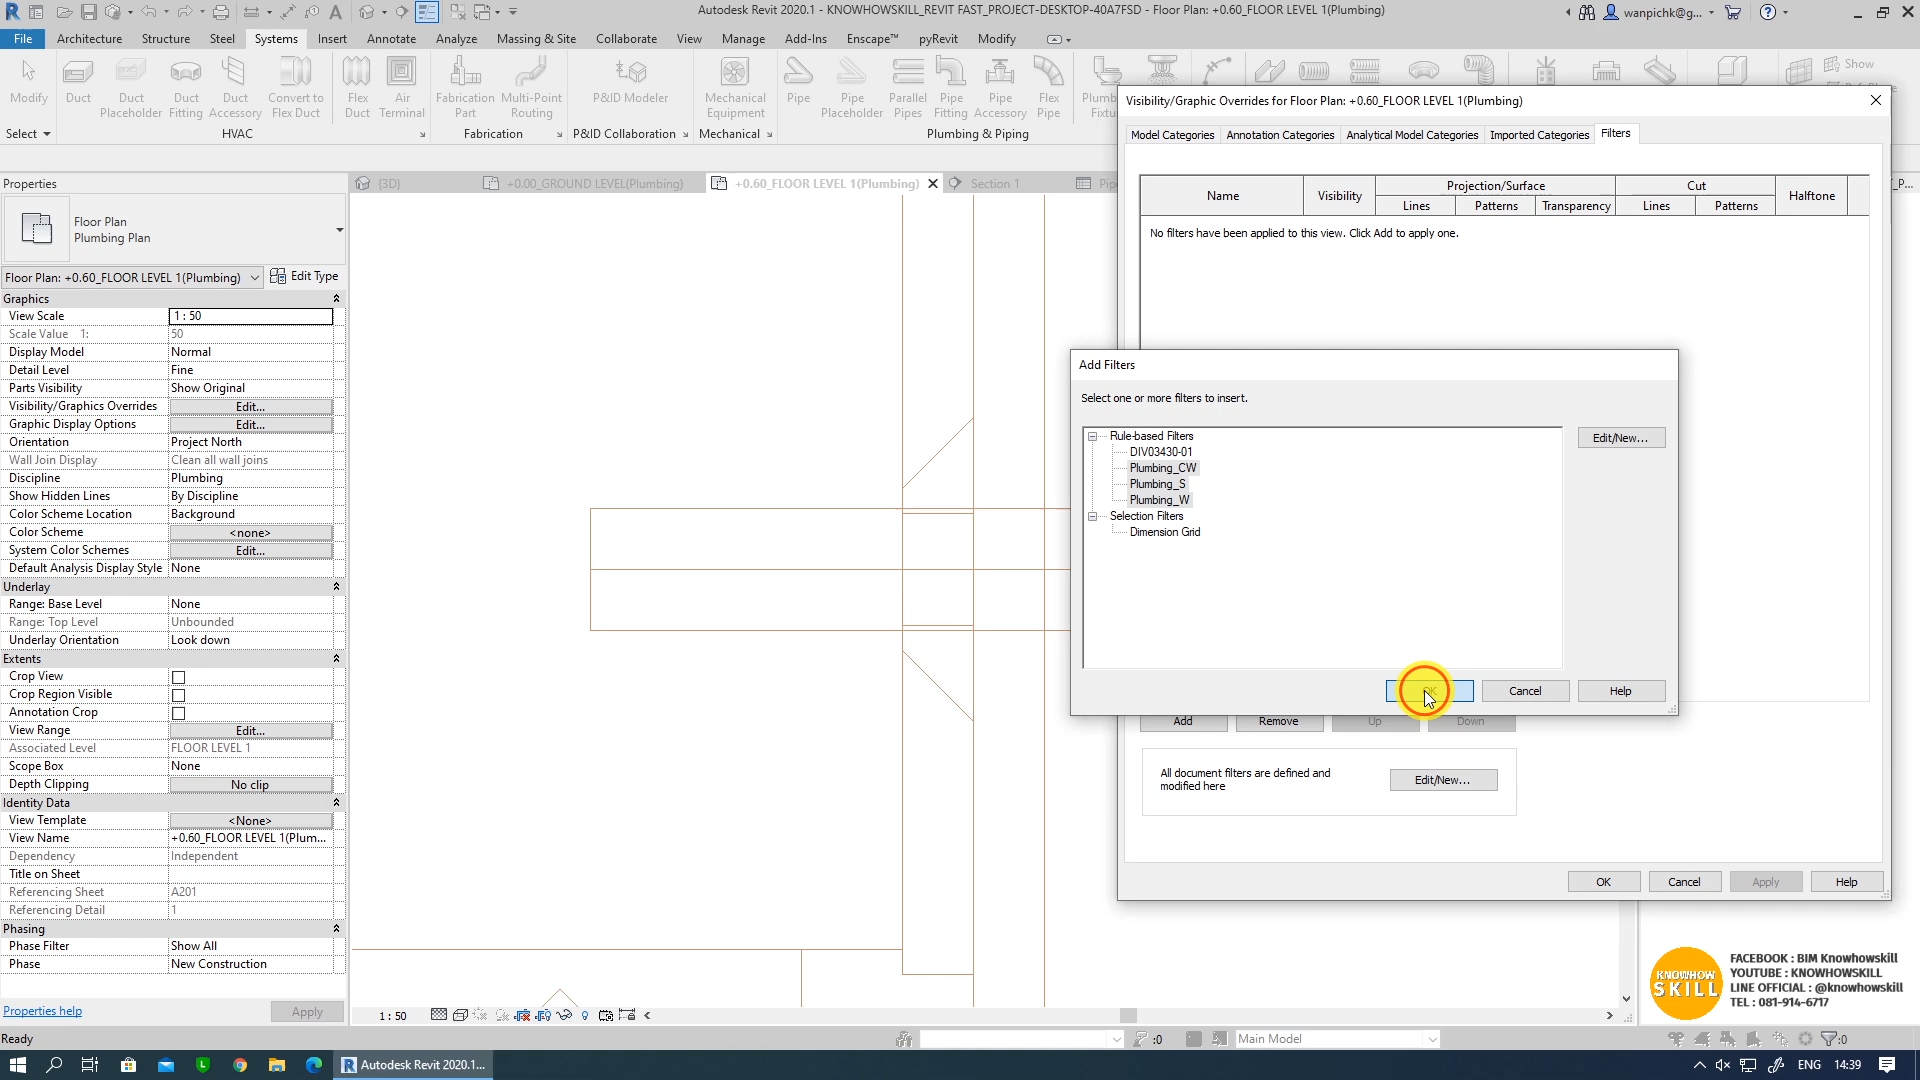 Autodesk Revit 2020.1 - KNOWHOWSKILL_REVIT FAST_PROJECT-DESKTOP-40A7FSD - Floor Plan: +0.60_FLOOR LEVEL 1(Plumbing)
wanpichk@g...
File Architecture Structure Steel Systems Insert Annotate Analyze Massing & Site Collaborate View Manage Add-Ins Enscape™ pyRevit Modify
Modify
Duct
Duct Placeholder
Duct Fitting
Duct Accessory
Convert to Flex Duct
Flex Duct
Air Terminal
Fabrication Part
Multi-Point Routing
P&ID Modeler
Mechanical Equipment
Pipe
Pipe Placeholder
Parallel Pipes
Pipe Fitting
Pipe Accessory
Flex Pipe
Show
Select
HVAC
Fabrication
P&ID Collaboration
Mechanical
Plumbing & Piping
Properties
{3D}
+0.00_GROUND LEVEL(Plumbing)
+0.60_FLOOR LEVEL 1(Plumbing)
Section 1
Floor Plan
Plumbing Plan
Floor Plan: +0.60_FLOOR LEVEL 1(Plumbing)
Edit Type
Graphics
View Scale 1 : 50
Scale Value 1: 50
Display Model Normal
Detail Level Fine
Parts Visibility Show Original
Visibility/Graphics Overrides Edit...
Graphic Display Options Edit...
Orientation Project North
Wall Join Display Clean all wall joins
Discipline Plumbing
Show Hidden Lines By Discipline
Color Scheme Location Background
Color Scheme <none>
System Color Schemes Edit...
Default Analysis Display Style None
Underlay
Range: Base Level None
Range: Top Level Unbounded
Underlay Orientation Look down
Extents
Crop View
Crop Region Visible
Annotation Crop
View Range Edit...
Associated Level FLOOR LEVEL 1
Scope Box None
Depth Clipping No clip
Identity Data
View Template <None>
View Name +0.60_FLOOR LEVEL 1(Plum...
Dependency Independent
Title on Sheet
Referencing Sheet A201
Referencing Detail 1
Phasing
Phase Filter Show All
Phase New Construction
Properties help
Apply
Visibility/Graphic Overrides for Floor Plan: +0.60_FLOOR LEVEL 1(Plumbing)
Model Categories Annotation Categories Analytical Model Categories Imported Categories Filters
Name Visibility Projection/Surface Cut Halftone
Lines Patterns Transparency Lines Patterns
No filters have been applied to this view. Click Add to apply one.
Add Filters
Select one or more filters to insert.
Rule-based Filters
DIV03430-01
Plumbing_CW
Plumbing_S
Plumbing_W
Selection Filters
Dimension Grid
Edit/New...
OK Cancel Help
Add Remove Up Down
All document filters are defined and modified here
Edit/New...
OK Cancel Apply Help
KNOWHOW SKILL
FACEBOOK : BIM Knowhowskill
YOUTUBE : KNOWHOWSKILL
LINE OFFICIAL : @knowhowskill
TEL : 081-914-6717
1 : 50
Ready
:0
Main Model
:0
Autodesk Revit 2020.1...
ENG 14:39